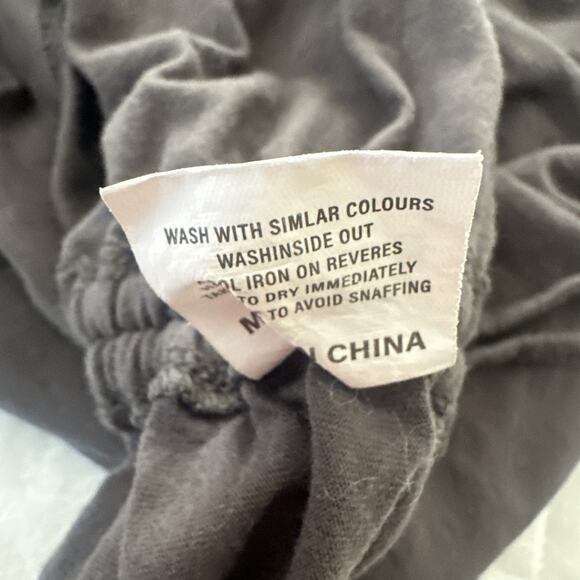 WASH WITH SIMLAR COLOURS
WASHINSIDE OUT
IRON ON REVERES
TO DRY IMMEDIATELY
TO AVOID SNAFFING
CHINA